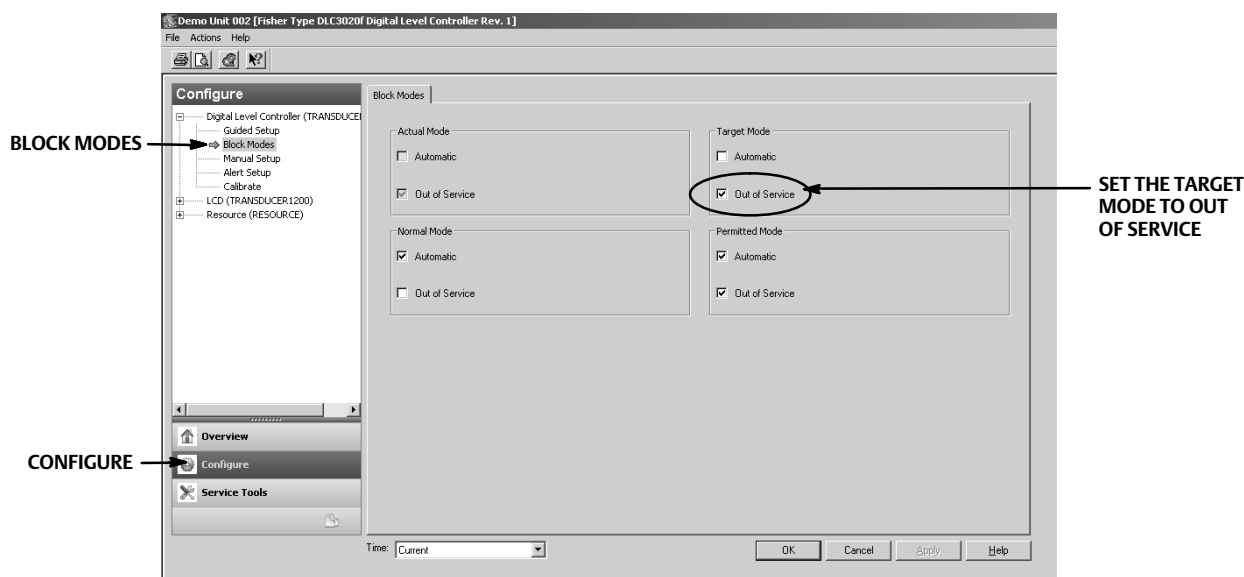 Demo Unit 002 [Fisher Type DLC3020f Digital Level Controller Rev. 1]
File Actions Help
Configure
Digital Level Controller (TRANSDUCE
Guided Setup
Block Modes
Manual Setup
Alert Setup
Calibrate
LCD (TRANSDUCER1200)
Resource (RESOURCE)
BLOCK MODES
Block Modes
Actual Mode
Automatic
Out of Service
Target Mode
Automatic
Out of Service
SET THE TARGET
MODE TO OUT
OF SERVICE
Normal Mode
Automatic
Out of Service
Permitted Mode
Automatic
Out of Service
Overview
CONFIGURE
Configure
Service Tools
Time: Current
OK Cancel Apply Help